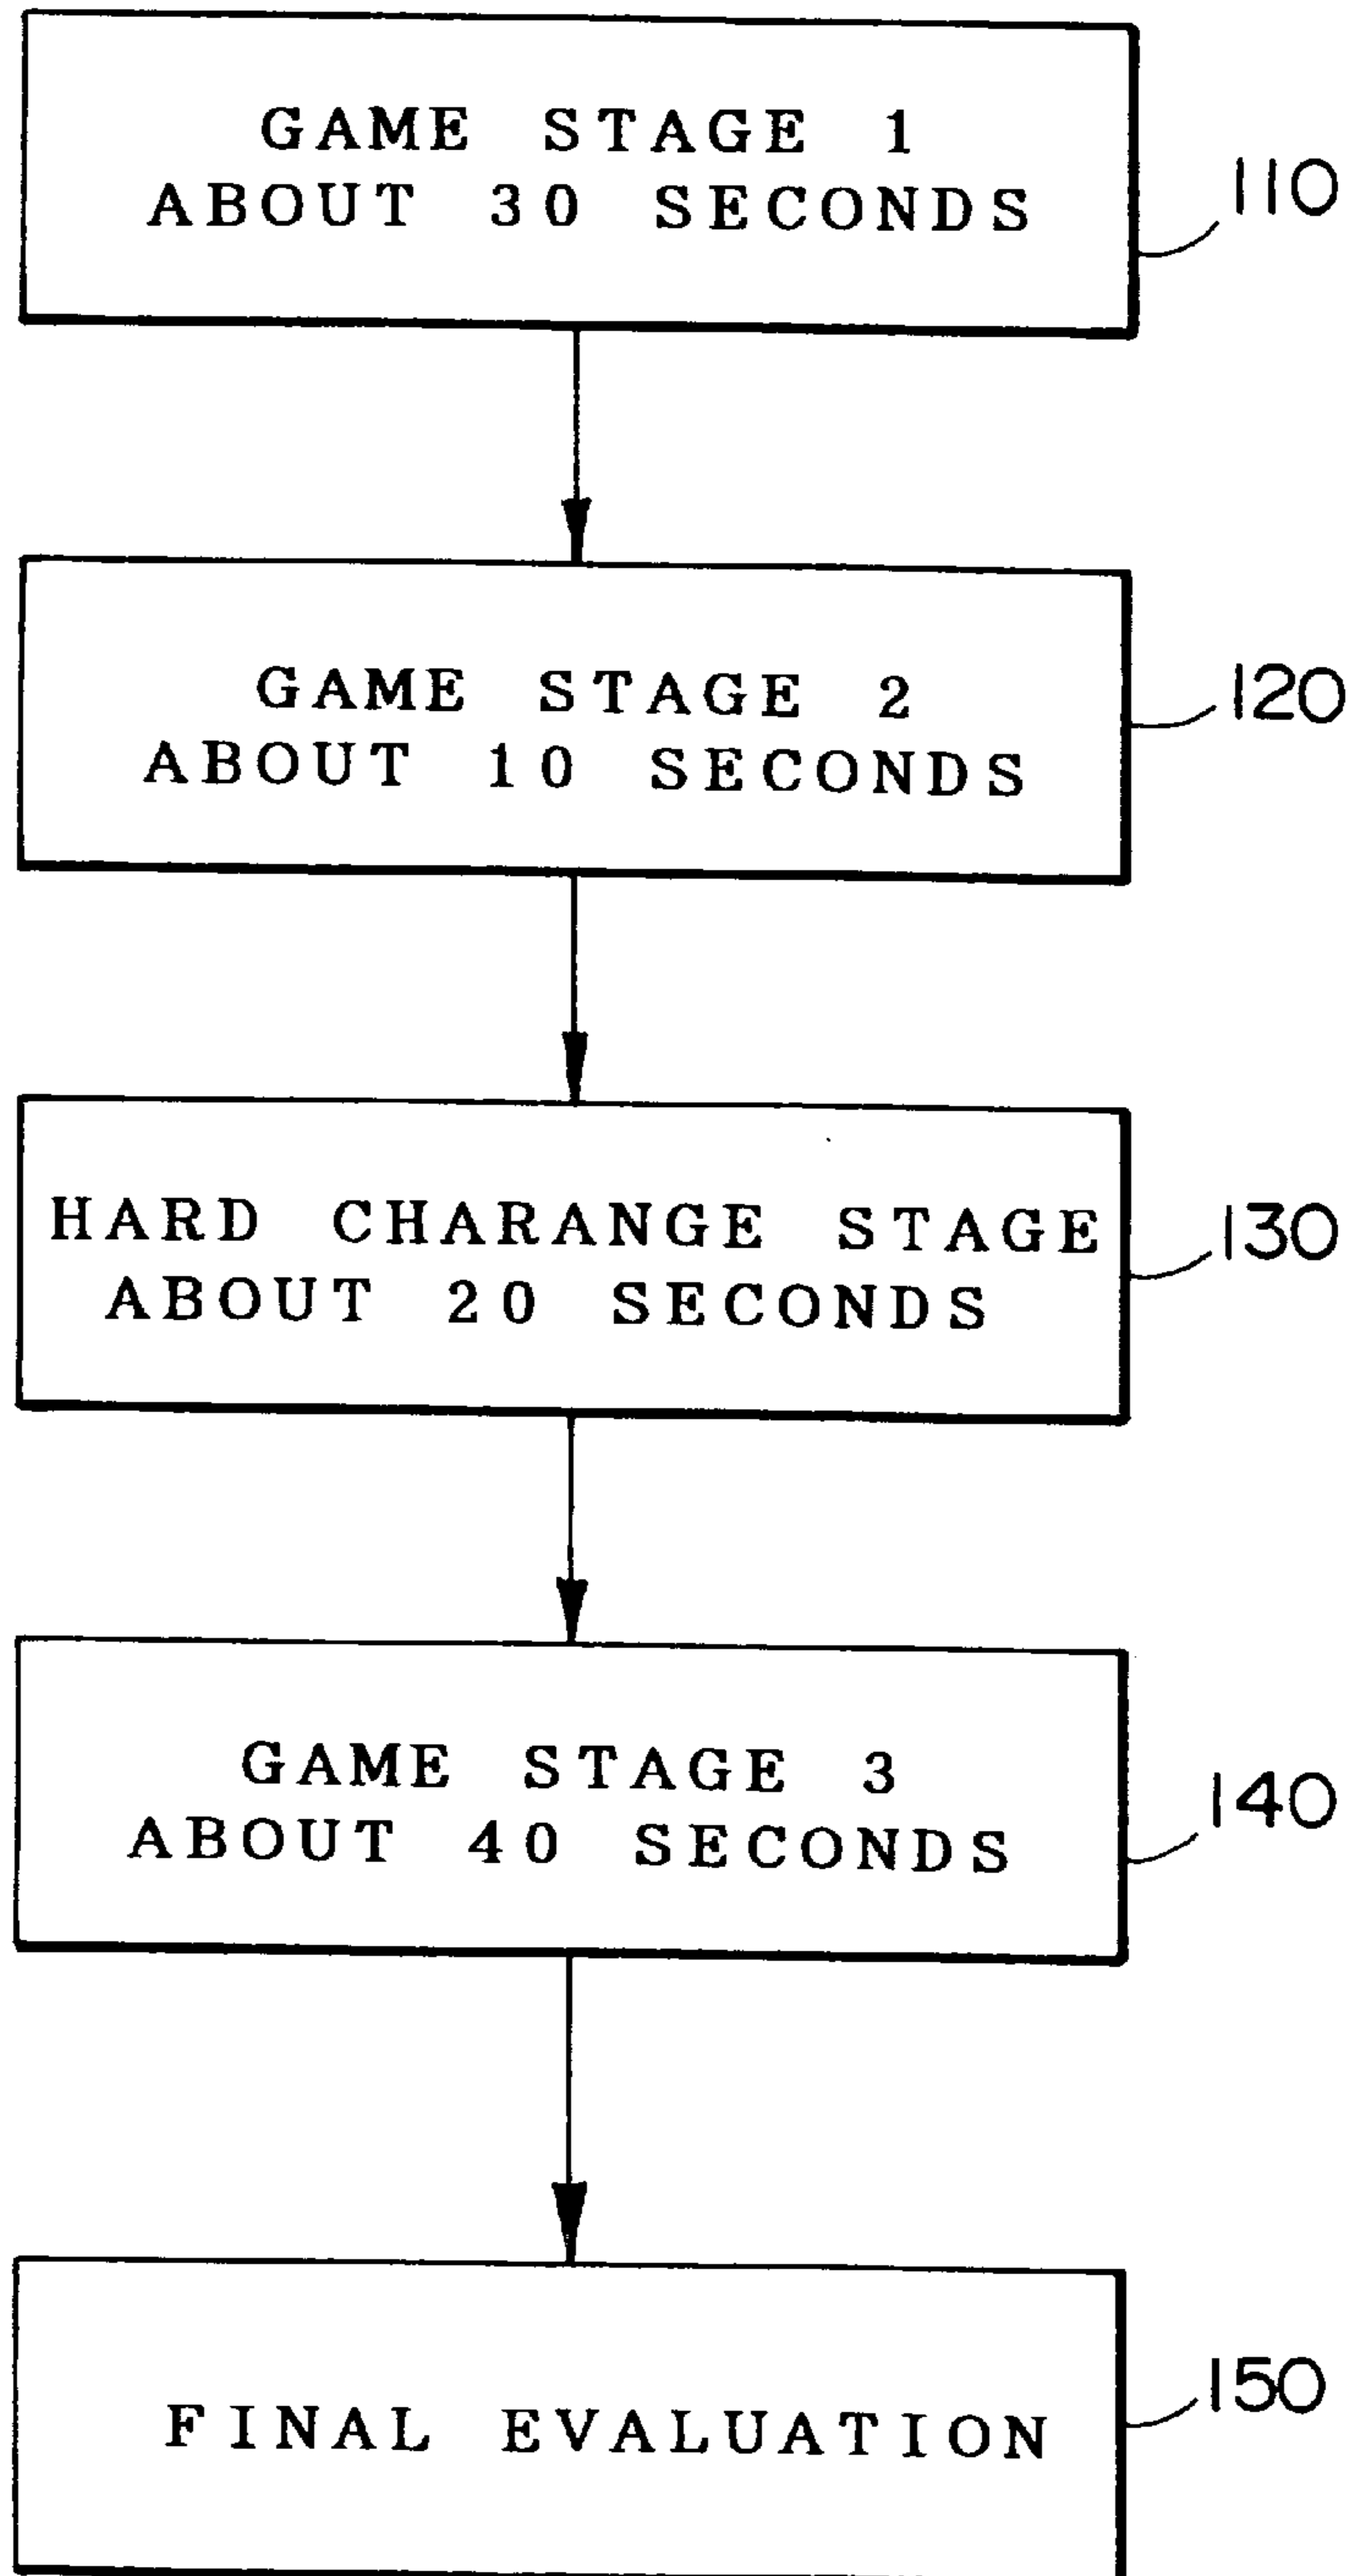 GAME STAGE 1
ABOUT 30 SECONDS
110
GAME STAGE 2
ABOUT 10 SECONDS
120
HARD CHARANGE STAGE
ABOUT 20 SECONDS
130
GAME STAGE 3
ABOUT 40 SECONDS
140
FINAL EVALUATION
150